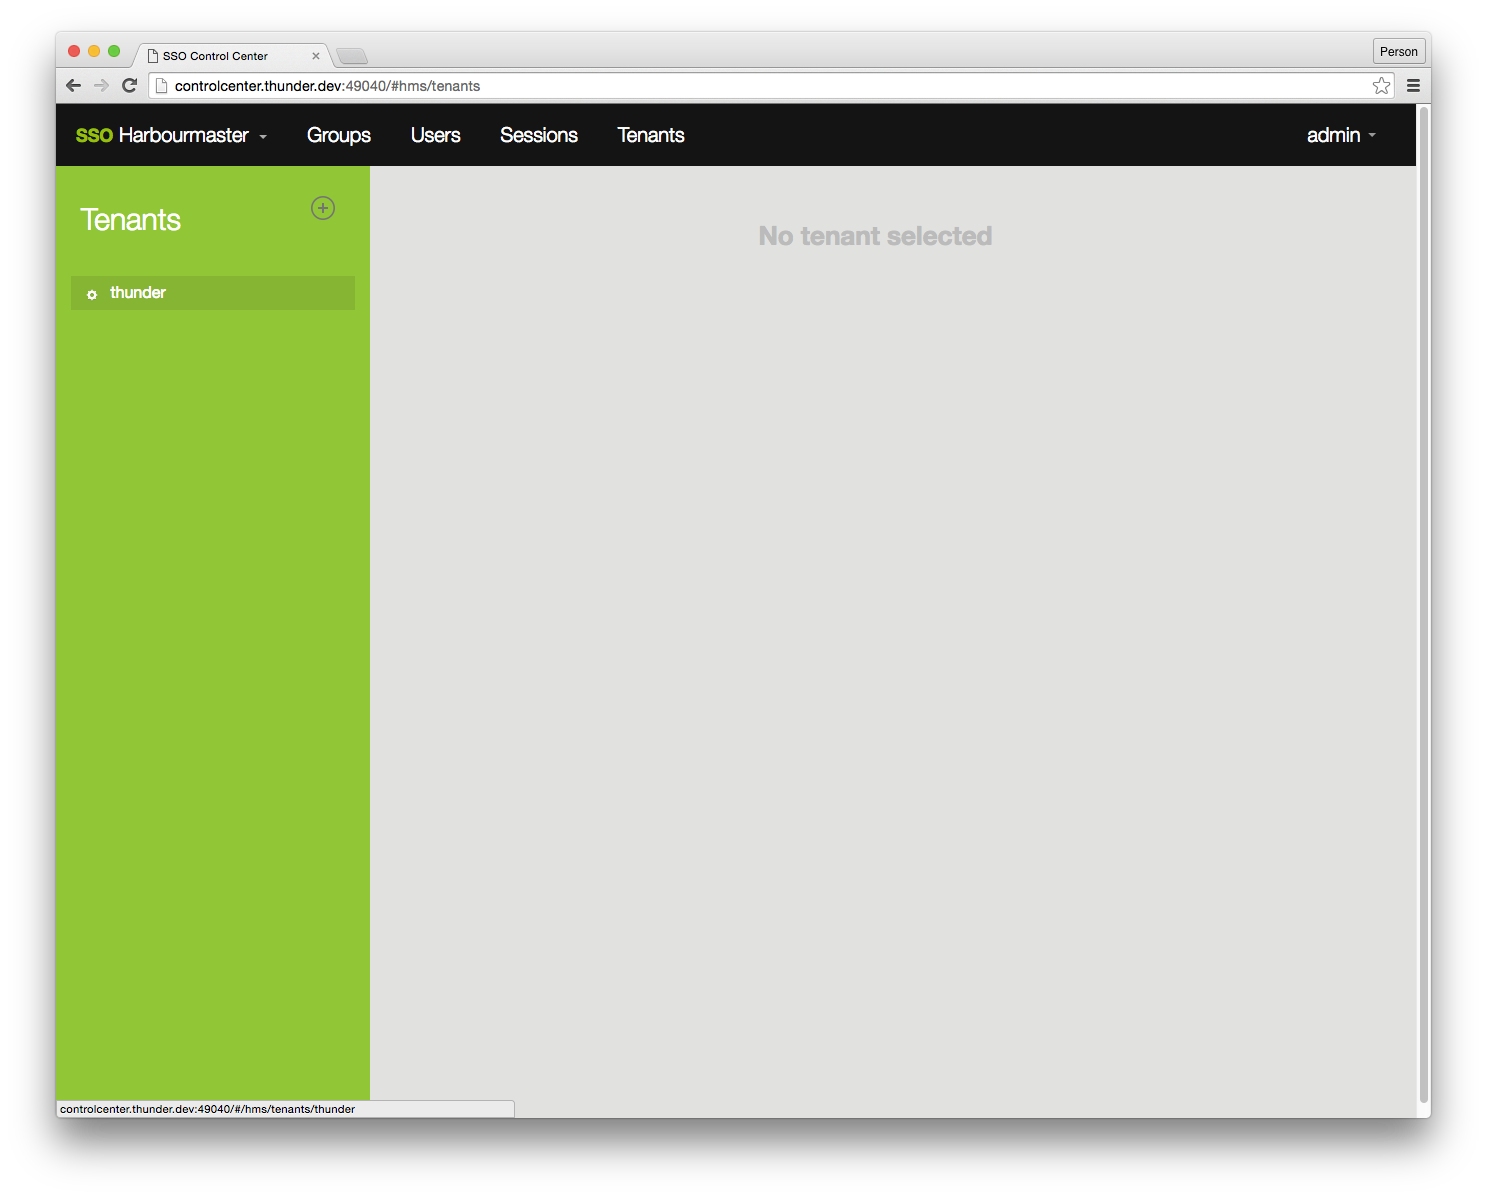 SSO Control Center
Person
controlcenter.thunder.dev:49040/#hms/tenants
sso Harbourmaster Groups Users Sessions Tenants admin
Tenants
No tenant selected
thunder
controlcenter.thunder.dev:49040/#/hms/tenants/thunder